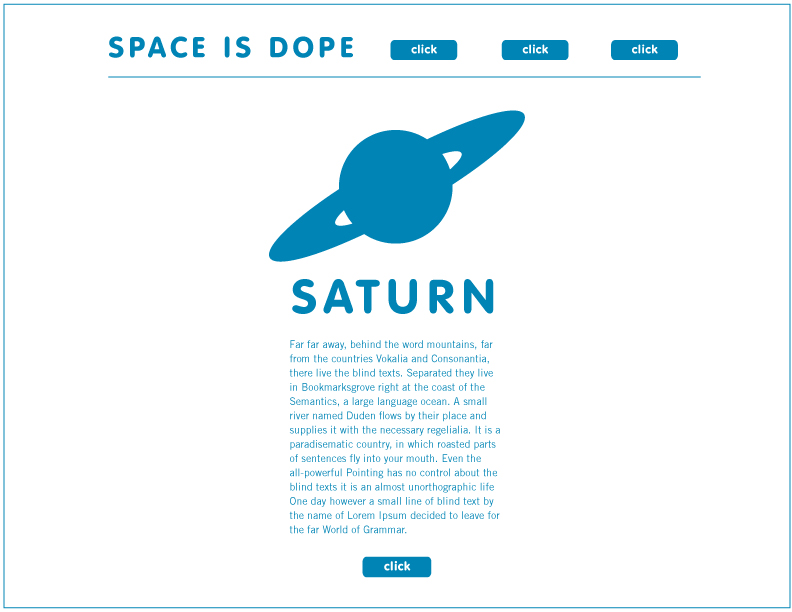 SPACE IS DOPE click click click
SATURN
Far far away, behind the word mountains, far
from the countries Vokalia and Consonantia,
there live the blind texts. Separated they live
in Bookmarksgrove right at the coast of the
Semantics, a large language ocean. A small
river named Duden flows by their place and
supplies it with the necessary regelialia. It is a
paradisematic country, in which roasted parts
of sentences fly into your mouth. Even the
all-powerful Pointing has no control about the
blind texts it is an almost unorthographic life
One day however a small line of blind text by
the name of Lorem Ipsum decided to leave for
the far World of Grammar.
click